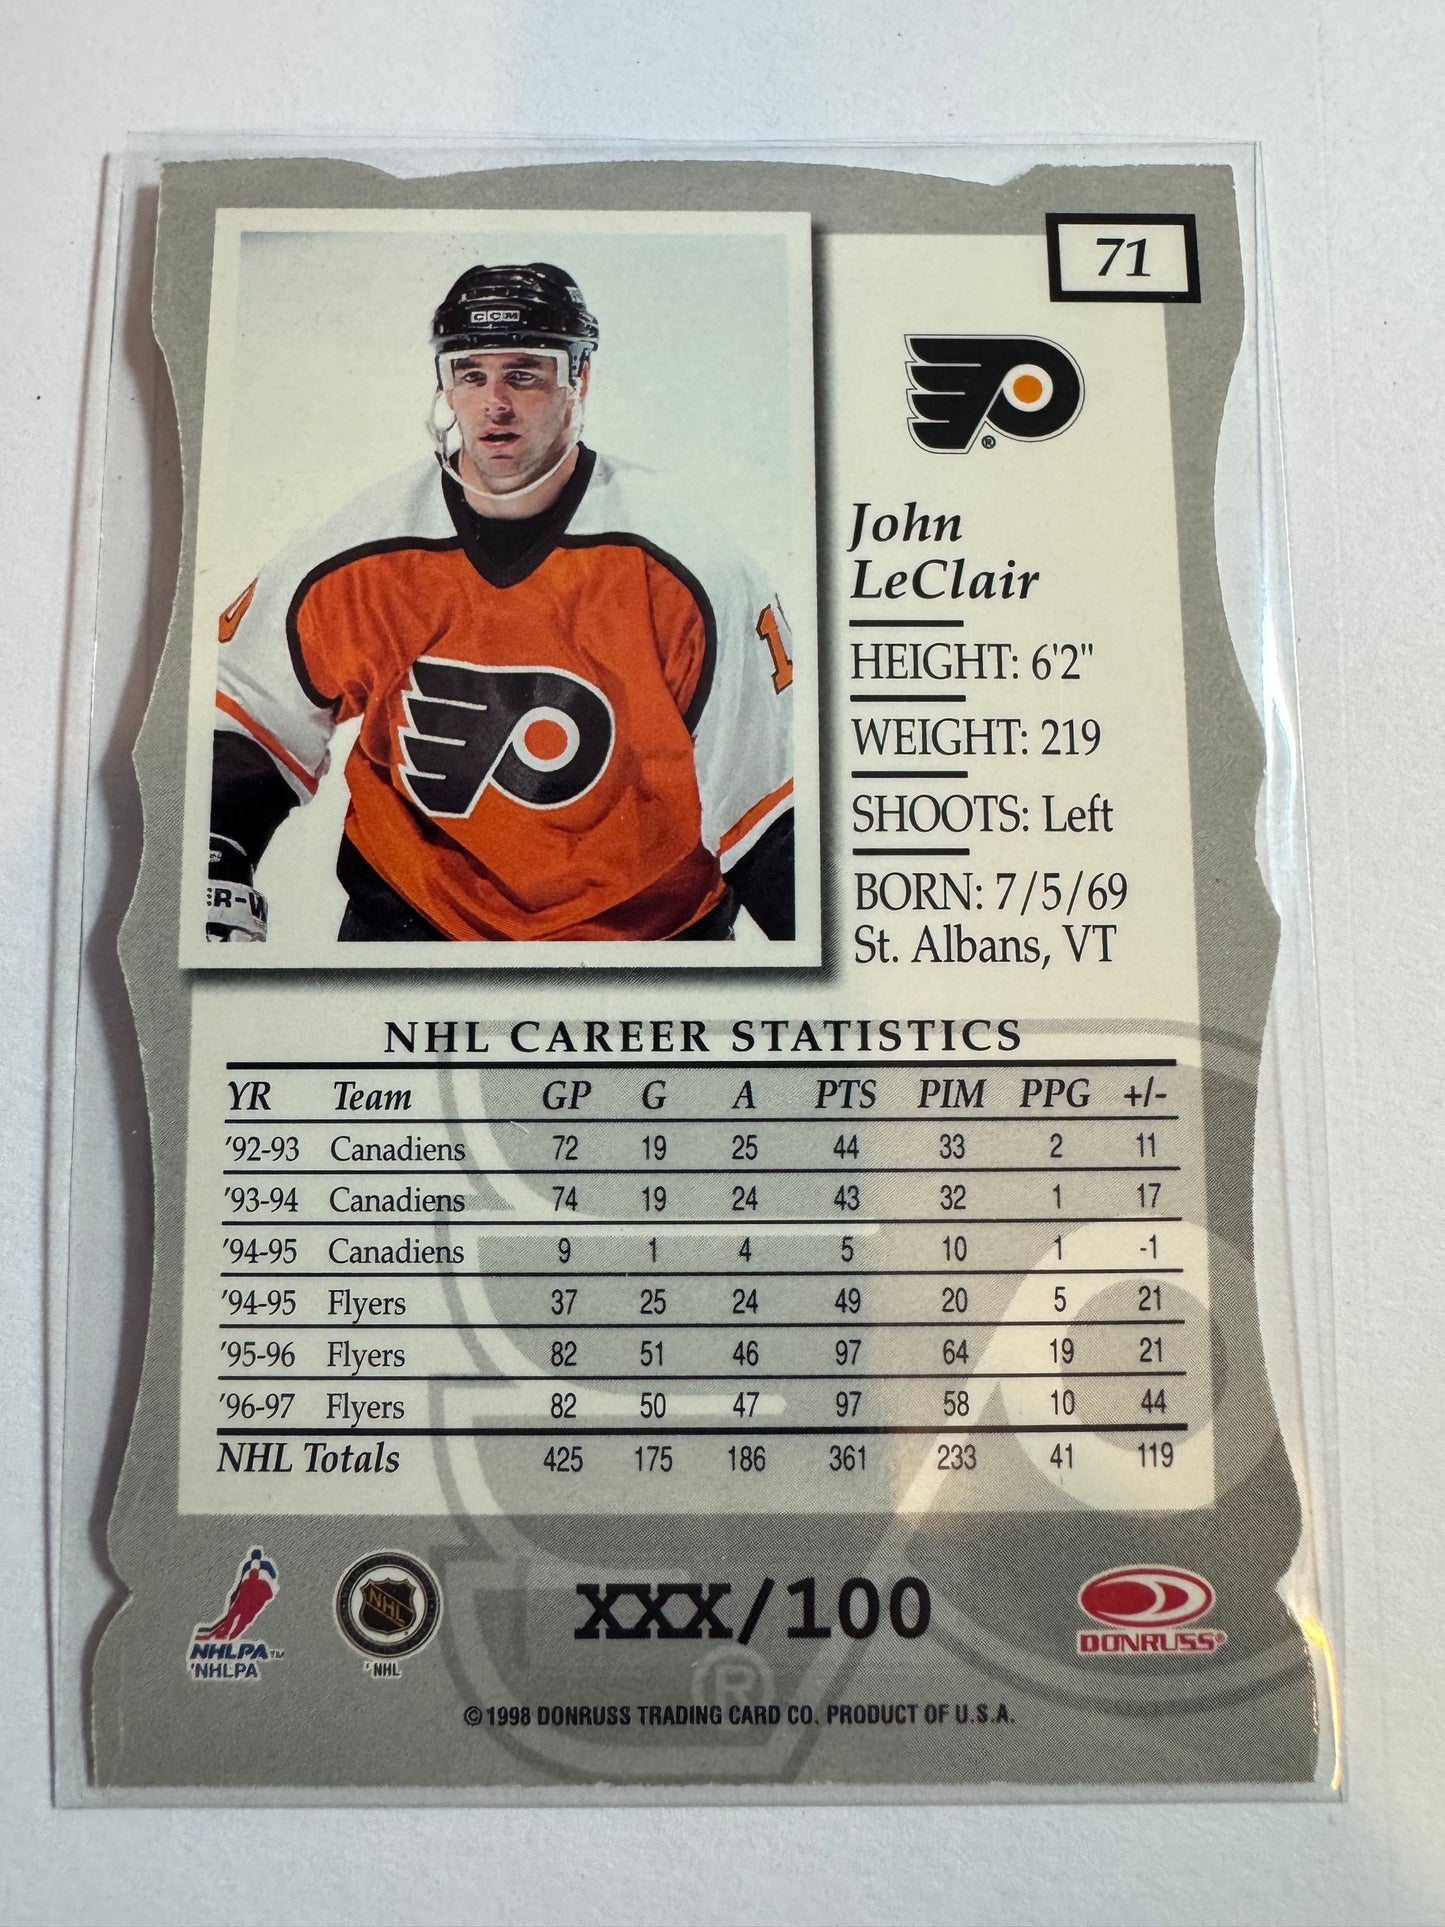 71
CCM
1
ER-W
®
John
LeClair
HEIGHT: 6'2"
WEIGHT: 219
SHOOTS: Left
BORN: 7/5/69
St. Albans, VT
NHL CAREER STATISTICS
YR Team GP G A PTS PIM PPG +/-
'92-93 Canadiens 72 19 25 44 33 2 11
'93-94 Canadiens 74 19 24 43 32 1 17
'94-95 Canadiens 9 1 4 5 10 1 -1
'94-95 Flyers 37 25 24 49 20 5 21
'95-96 Flyers 82 51 46 97 64 19 21
'96-97 Flyers 82 50 47 97 58 10 44
NHL Totals 425 175 186 361 233 41 119
NHLPA™
'NHLPA
NHL
NHL
XXX/100
DONRUSS®
®
©1998 DONRUSS TRADING CARD CO. PRODUCT OF U.S.A.